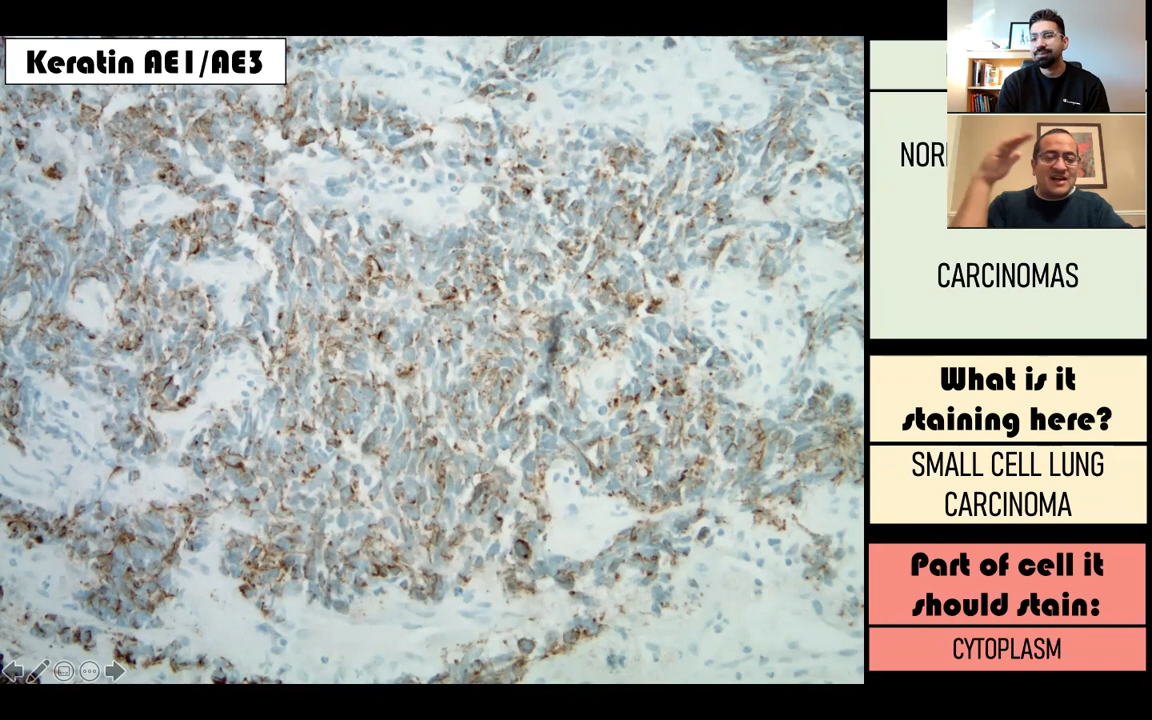 Keratin AE1/AE3
CARCINOMAS
What is it
staining here?
SMALL CELL LUNG
CARCINOMA
Part of cell it
should stain:
CYTOPLASM